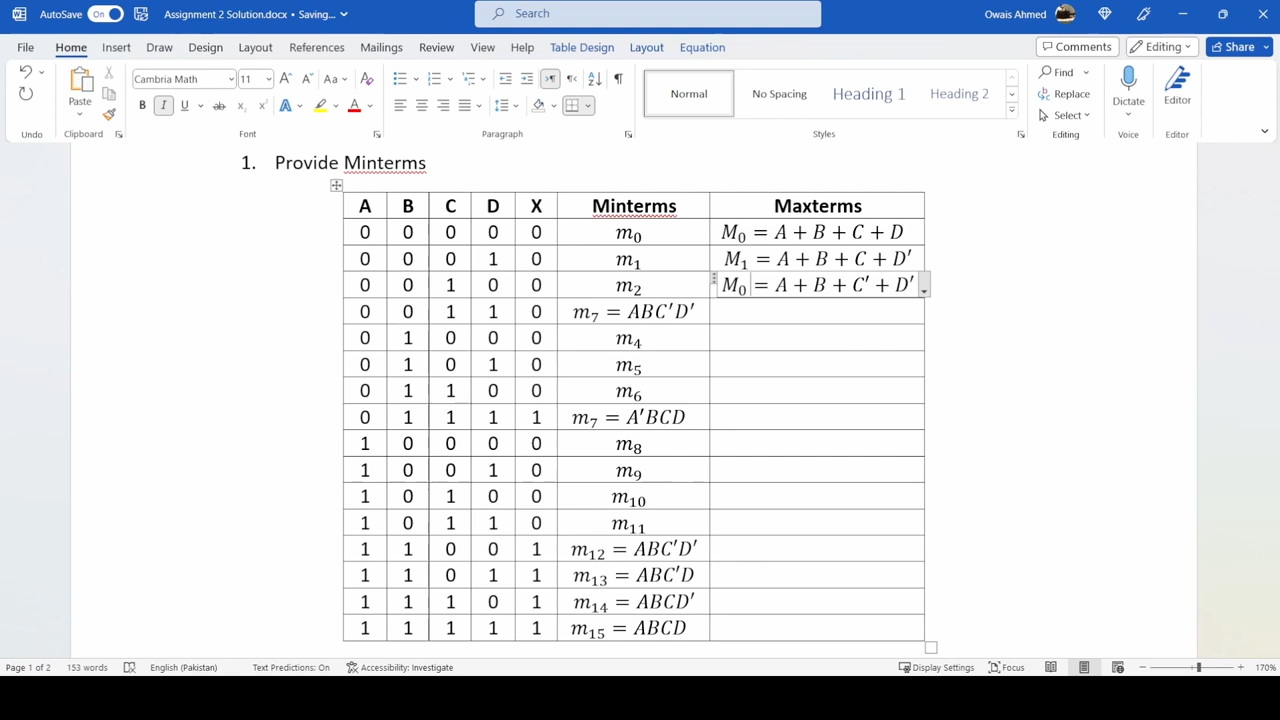 AutoSave On Assignment 2 Solution.docx • Saving... Search Owais Ahmed
File Home Insert Draw Design Layout References Mailings Review View Help Table Design Layout Equation Comments Editing Share
Paste Cambria Math 11 Normal No Spacing Heading 1 Heading 2 Find Replace Select Dictate Editor
Undo Clipboard Font Paragraph Styles Editing Voice Editor
1. Provide Minterms
A B C D X Minterms Maxterms
0 0 0 0 0 m₀ M₀ = A + B + C + D
0 0 0 1 0 m₁ M₁ = A + B + C + D′
0 0 1 0 0 m₂ M₀ = A + B + C′ + D′
0 0 1 1 0 m₇ = ABC′D′
0 1 0 0 0 m₄
0 1 0 1 0 m₅
0 1 1 0 0 m₆
0 1 1 1 1 m₇ = A′BCD
1 0 0 0 0 m₈
1 0 0 1 0 m₉
1 0 1 0 0 m₁₀
1 0 1 1 0 m₁₁
1 1 0 0 1 m₁₂ = ABC′D′
1 1 0 1 1 m₁₃ = ABC′D
1 1 1 0 1 m₁₄ = ABCD′
1 1 1 1 1 m₁₅ = ABCD
Page 1 of 2 153 words English (Pakistan) Text Predictions: On Accessibility: Investigate Display Settings Focus 170%